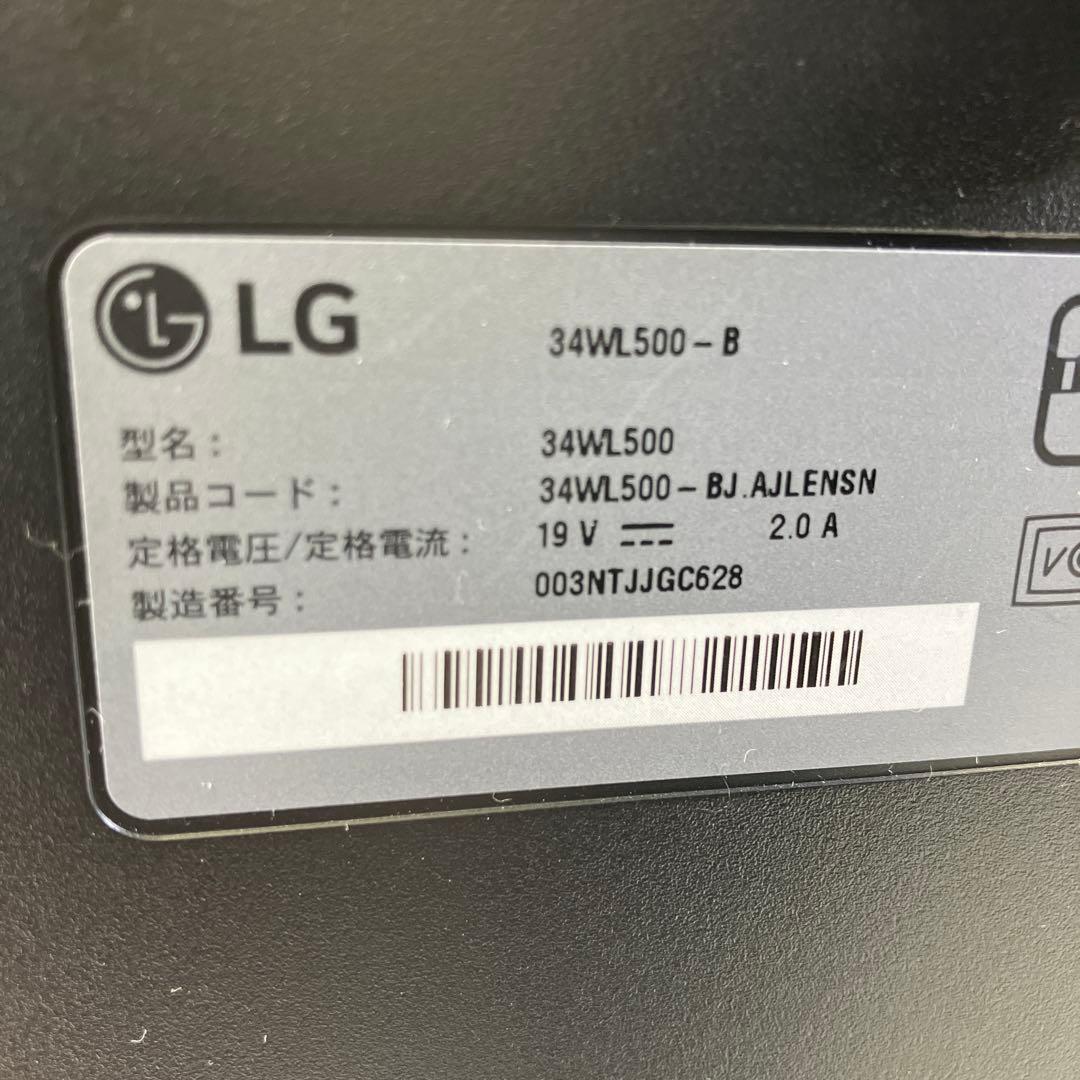 LG
34WL500-B
型名： 34WL500
製品コード： 34WL500-BJ.AJLENSN
定格電圧/定格電流： 19 V ⎓ 2.0 A
製造番号： 003NTJJGC628